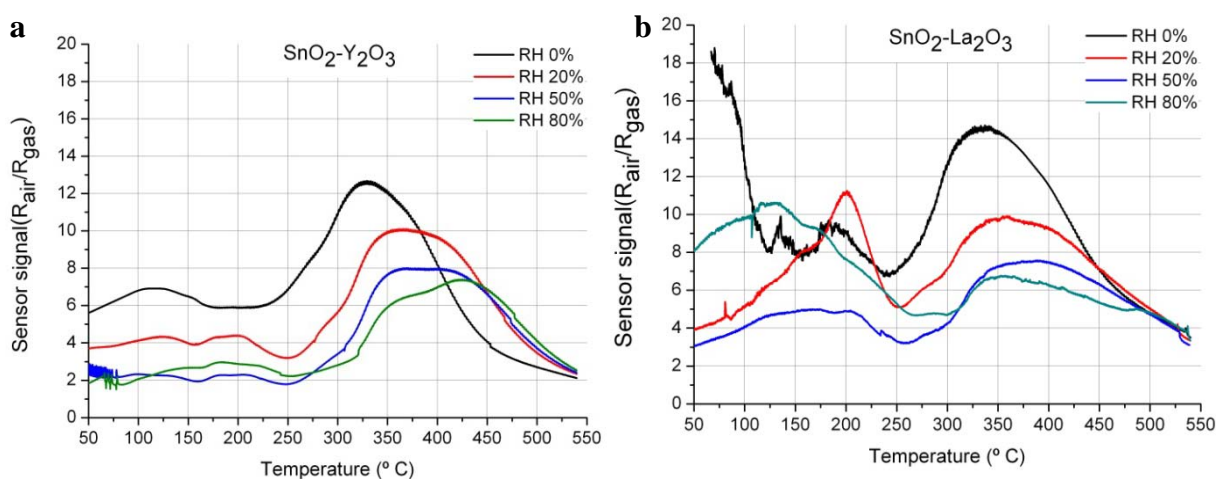 a
SnO2-Y2O3
RH 0%
RH 20%
RH 50%
RH 80%
Sensor signal(Rair/Rgas)
20
18
16
14
12
10
8
6
4
2
0
50 100 150 200 250 300 350 400 450 500 550
Temperature (º C)
b
SnO2-La2O3
RH 0%
RH 20%
RH 50%
RH 80%
Sensor signal(Rair/Rgas)
20
18
16
14
12
10
8
6
4
2
0
50 100 150 200 250 300 350 400 450 500 550
Temperature (º C)